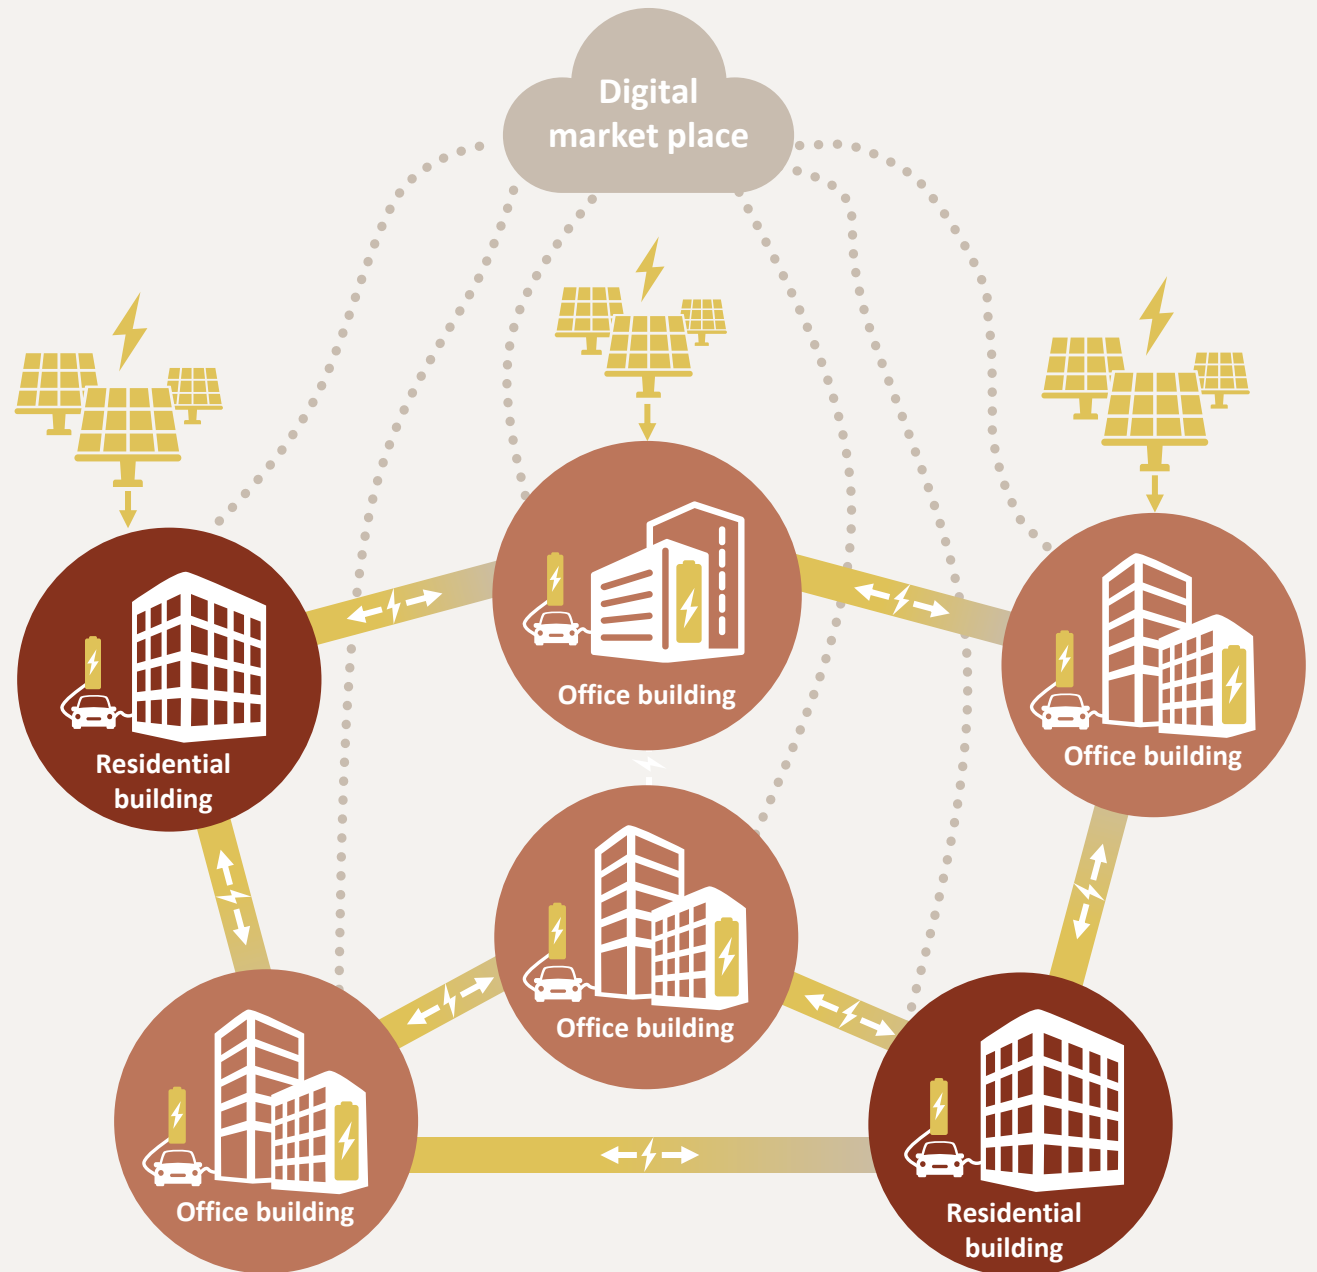 Digital
market place
Office building
Residential
building
Office building
Office building
Office building
Residential
building